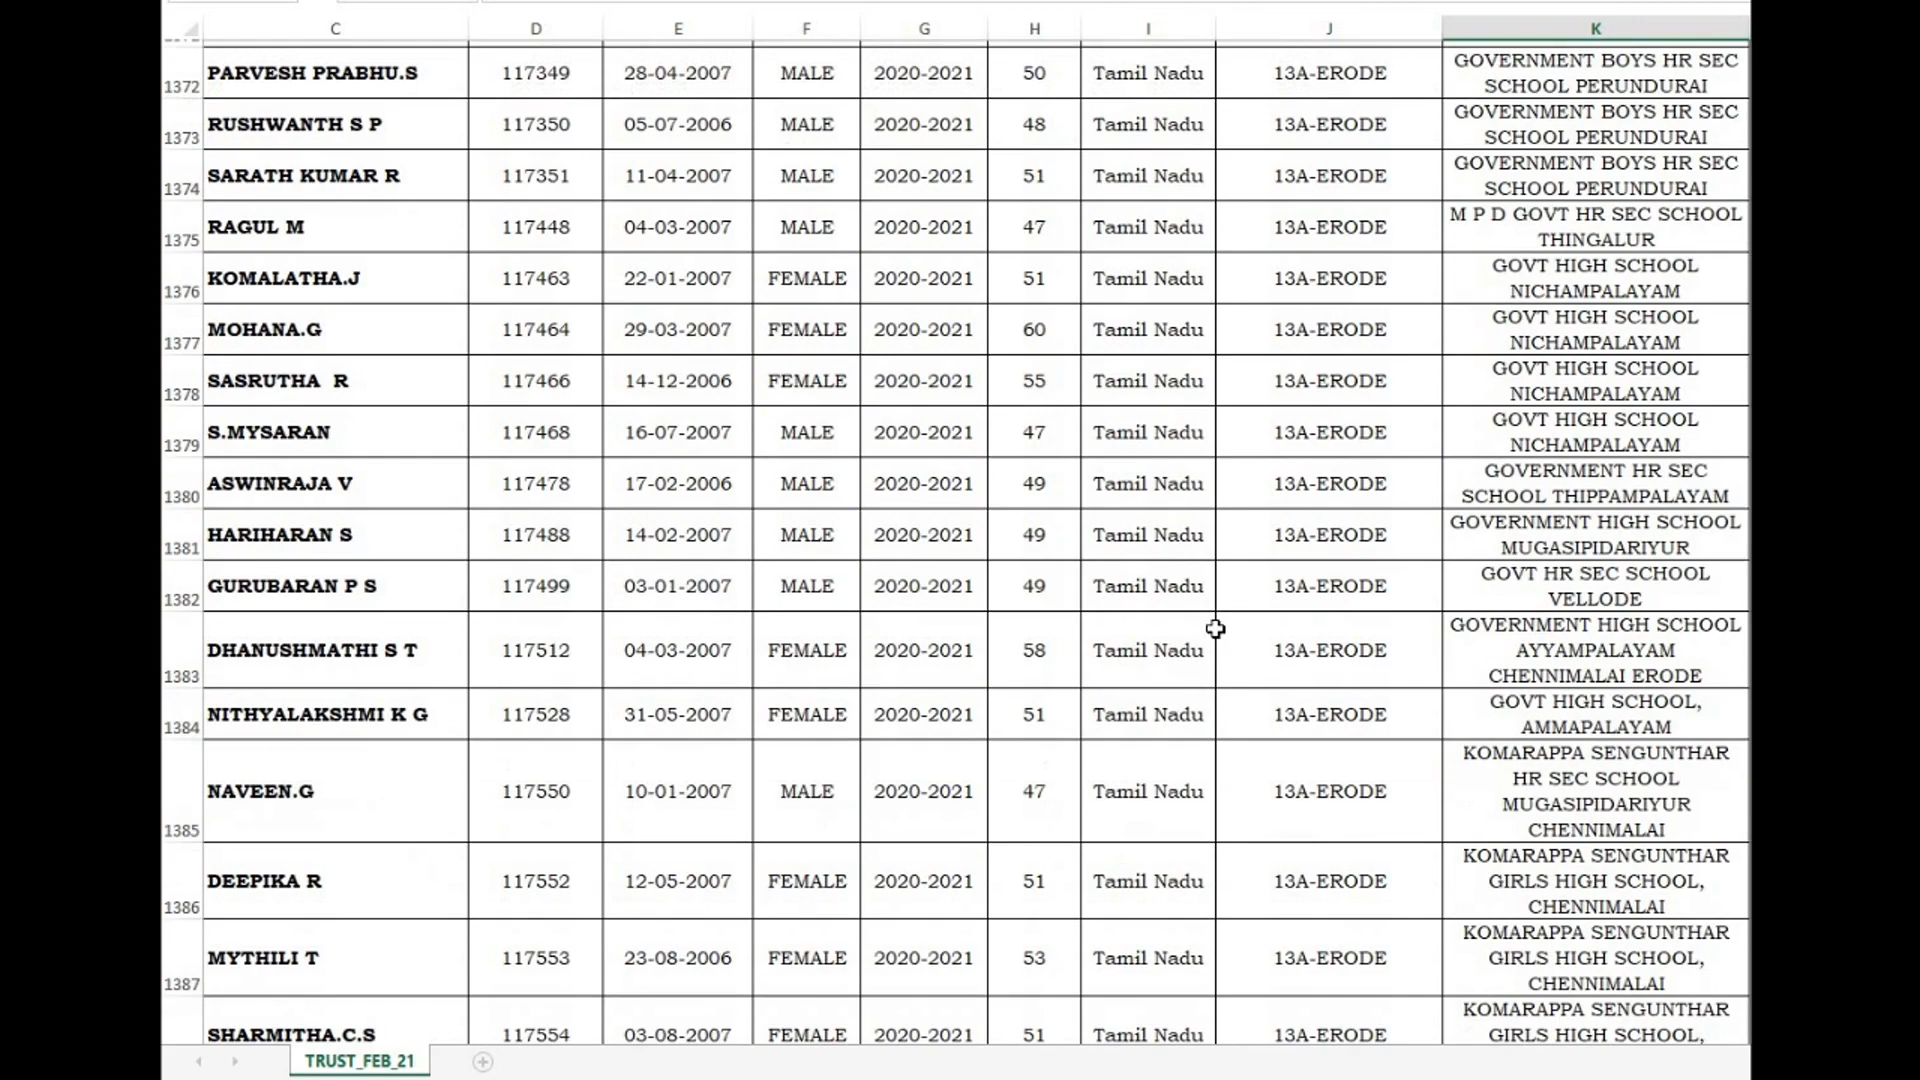 C D E F G H I J K
1372 PARVESH PRABHU.S 117349 28-04-2007 MALE 2020-2021 50 Tamil Nadu 13A-ERODE GOVERNMENT BOYS HR SEC
SCHOOL PERUNDURAI
1373 RUSHWANTH S P 117350 05-07-2006 MALE 2020-2021 48 Tamil Nadu 13A-ERODE GOVERNMENT BOYS HR SEC
SCHOOL PERUNDURAI
1374 SARATH KUMAR R 117351 11-04-2007 MALE 2020-2021 51 Tamil Nadu 13A-ERODE GOVERNMENT BOYS HR SEC
SCHOOL PERUNDURAI
1375 RAGUL M 117448 04-03-2007 MALE 2020-2021 47 Tamil Nadu 13A-ERODE M P D GOVT HR SEC SCHOOL
THINGALUR
1376 KOMALATHA.J 117463 22-01-2007 FEMALE 2020-2021 51 Tamil Nadu 13A-ERODE GOVT HIGH SCHOOL
NICHAMPALAYAM
1377 MOHANA.G 117464 29-03-2007 FEMALE 2020-2021 60 Tamil Nadu 13A-ERODE GOVT HIGH SCHOOL
NICHAMPALAYAM
1378 SASRUTHA  R 117466 14-12-2006 FEMALE 2020-2021 55 Tamil Nadu 13A-ERODE GOVT HIGH SCHOOL
NICHAMPALAYAM
1379 S.MYSARAN 117468 16-07-2007 MALE 2020-2021 47 Tamil Nadu 13A-ERODE GOVT HIGH SCHOOL
NICHAMPALAYAM
1380 ASWINRAJA V 117478 17-02-2006 MALE 2020-2021 49 Tamil Nadu 13A-ERODE GOVERNMENT HR SEC
SCHOOL THIPPAMPALAYAM
1381 HARIHARAN S 117488 14-02-2007 MALE 2020-2021 49 Tamil Nadu 13A-ERODE GOVERNMENT HIGH SCHOOL
MUGASIPIDARIYUR
1382 GURUBARAN P S 117499 03-01-2007 MALE 2020-2021 49 Tamil Nadu 13A-ERODE GOVT HR SEC SCHOOL
VELLODE
1383 DHANUSHMATHI S T 117512 04-03-2007 FEMALE 2020-2021 58 Tamil Nadu 13A-ERODE GOVERNMENT HIGH SCHOOL
AYYAMPALAYAM
CHENNIMALAI ERODE
1384 NITHYALAKSHMI K G 117528 31-05-2007 FEMALE 2020-2021 51 Tamil Nadu 13A-ERODE GOVT HIGH SCHOOL,
AMMAPALAYAM
1385 NAVEEN.G 117550 10-01-2007 MALE 2020-2021 47 Tamil Nadu 13A-ERODE KOMARAPPA SENGUNTHAR
HR SEC SCHOOL
MUGASIPIDARIYUR
CHENNIMALAI
1386 DEEPIKA R 117552 12-05-2007 FEMALE 2020-2021 51 Tamil Nadu 13A-ERODE KOMARAPPA SENGUNTHAR
GIRLS HIGH SCHOOL,
CHENNIMALAI
1387 MYTHILI T 117553 23-08-2006 FEMALE 2020-2021 53 Tamil Nadu 13A-ERODE KOMARAPPA SENGUNTHAR
GIRLS HIGH SCHOOL,
CHENNIMALAI
SHARMITHA.C.S 117554 03-08-2007 FEMALE 2020-2021 51 Tamil Nadu 13A-ERODE KOMARAPPA SENGUNTHAR
GIRLS HIGH SCHOOL,
TRUST_FEB_21